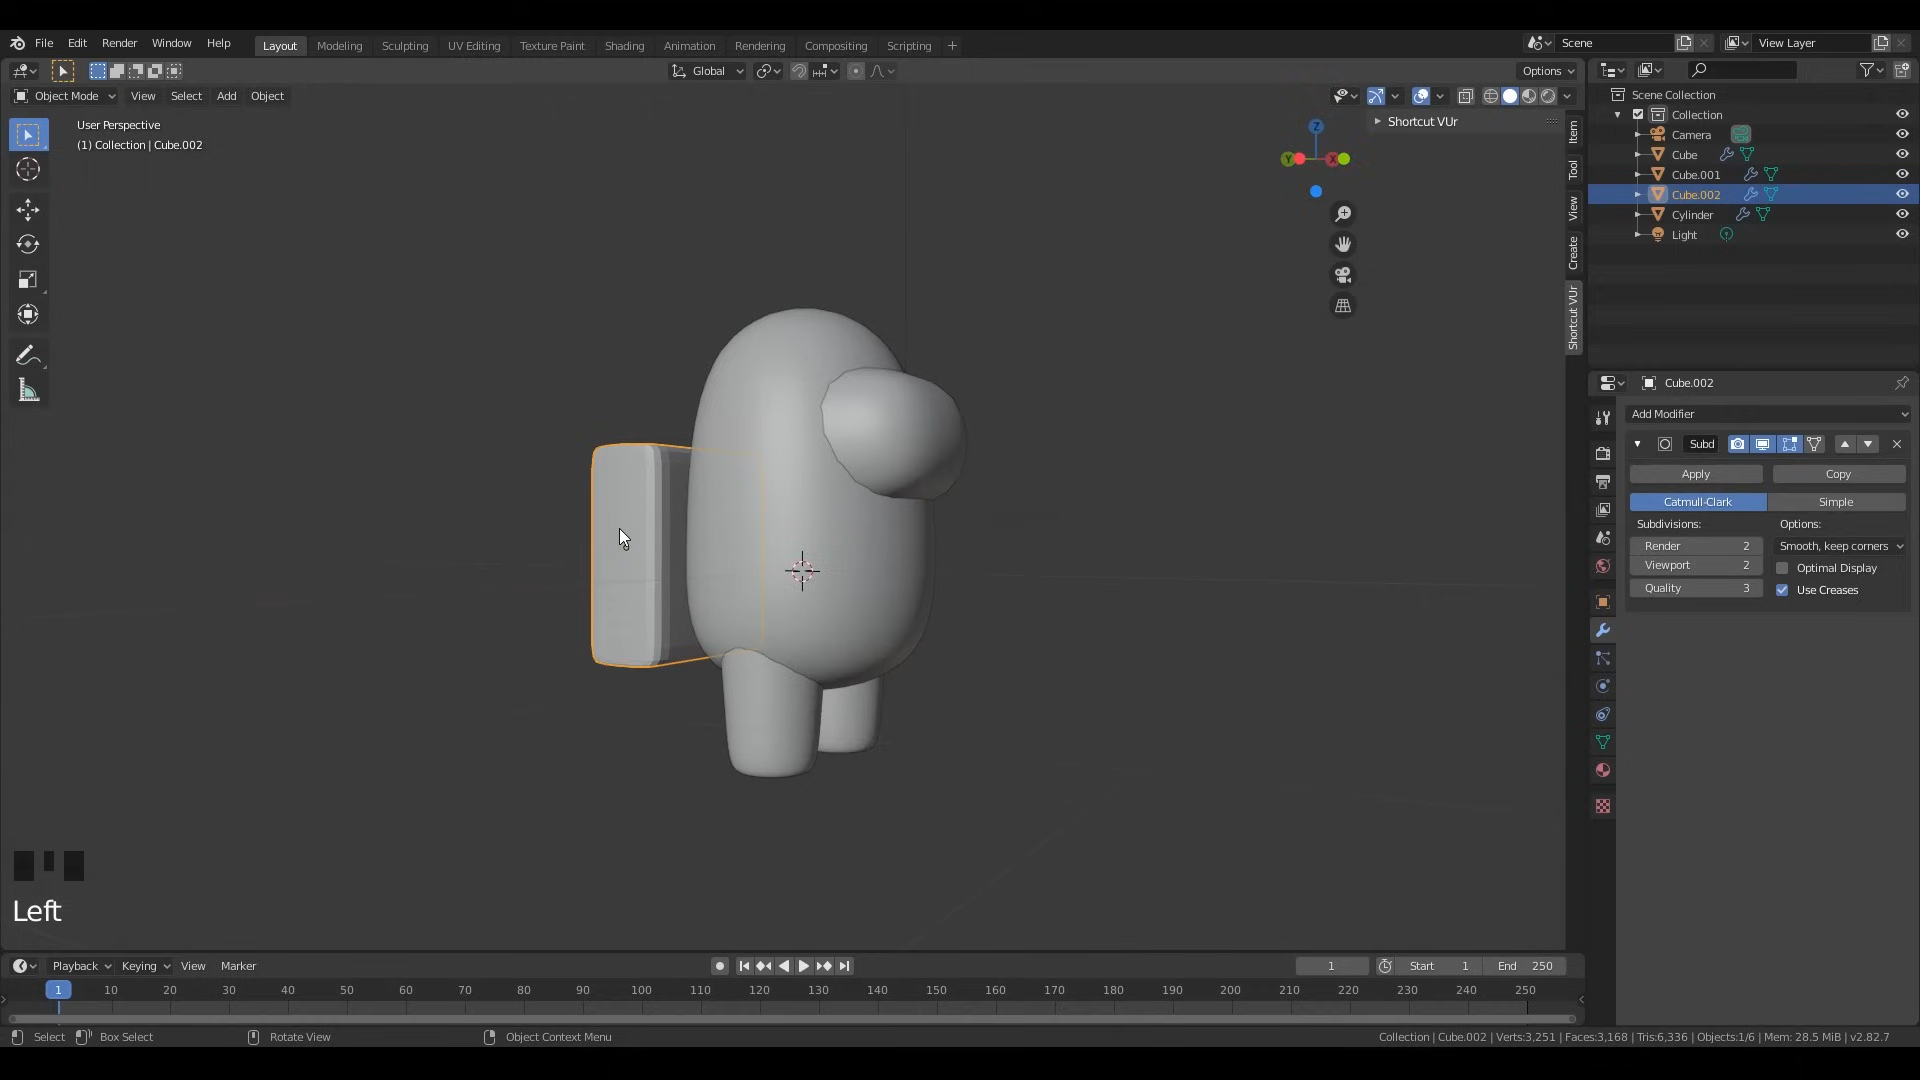 File Edit Render Window Help Layout Modeling Sculpting UV Editing Texture Paint Shading Animation Rendering Compositing Scripting + Scene View Layer
Global Options
Object Mode View Select Add Object
User Perspective
(1) Collection | Cube.002
Shortcut VUr
Z
Y
X
Item
Tool
View
Create
Shortcut VUr
Scene Collection
Collection
Camera
Cube
Cube.001
Cube.002
Cylinder
Light
Cube.002
Add Modifier
Subd
Apply Copy
Catmull-Clark Simple
Subdivisions: Options:
Render 2 Smooth, keep corners
Viewport 2 Optimal Display
Quality 3 Use Creases
Left
Playback Keying View Marker 1 Start 1 End 250
1 10 20 30 40 50 60 70 80 90 100 110 120 130 140 150 160 170 180 190 200 210 220 230 240 250
Select Box Select Rotate View Object Context Menu Collection | Cube.002 | Verts:3,251 | Faces:3,168 | Tris:6,336 | Objects:1/6 | Mem: 28.5 MiB | v2.82.7